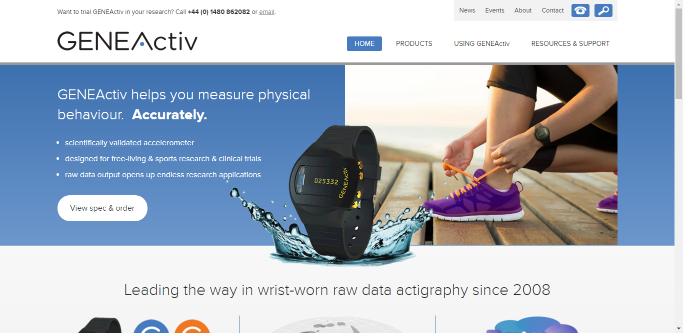 Want to trial GENEActiv in your research? Call +44 (0) 1480 862082 or email.
News Events About Contact
GENEActiv
HOME PRODUCTS USING GENEActiv RESOURCES & SUPPORT
GENEActiv helps you measure physical
behaviour. Accurately.
• scientifically validated accelerometer
• designed for free-living & sports research & clinical trials
• raw data output opens up endless research applications
View spec & order
025332
GENEActiv
Leading the way in wrist-worn raw data actigraphy since 2008